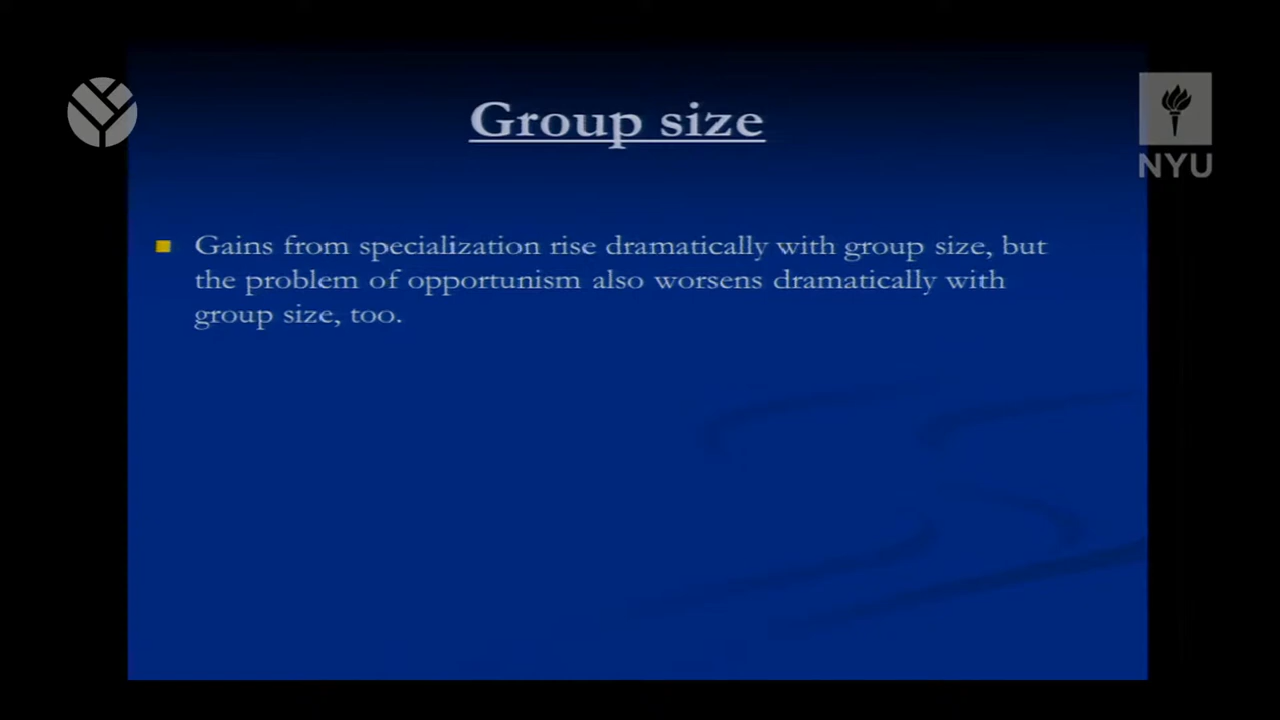 Group size
NYU
Gains from specialization rise dramatically with group size, but
the problem of opportunism also worsens dramatically with
group size, too.